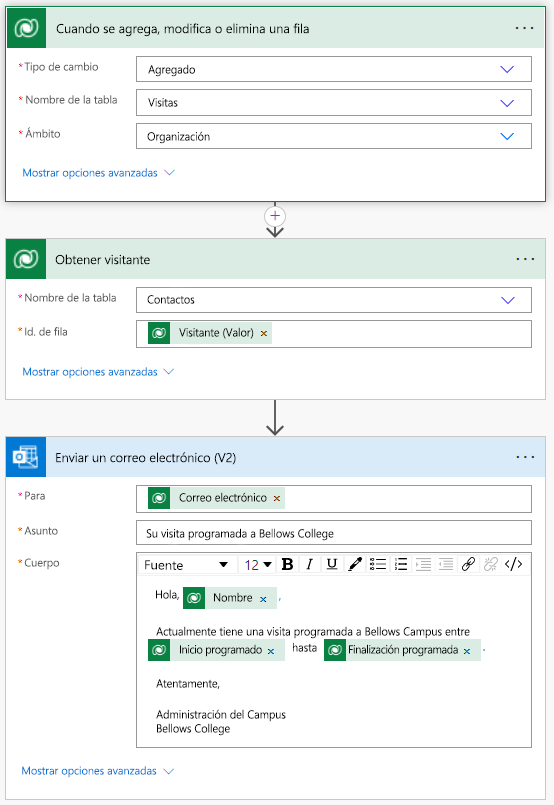 Cuando se agrega, modifica o elimina una fila
* Tipo de cambio Agregado
* Nombre de la tabla Visitas
* Ámbito Organización
Mostrar opciones avanzadas
Obtener visitante
* Nombre de la tabla Contactos
* Id. de fila Visitante (Valor) ×
Mostrar opciones avanzadas
Enviar un correo electrónico (V2)
* Para Correo electrónico ×
* Asunto Su visita programada a Bellows College
* Cuerpo Fuente 12 B I U </>
Hola, Nombre × ,
Actualmente tiene una visita programada a Bellows Campus entre
Inicio programado × hasta Finalización programada × .
Atentamente,
Administración del Campus
Bellows College
Mostrar opciones avanzadas